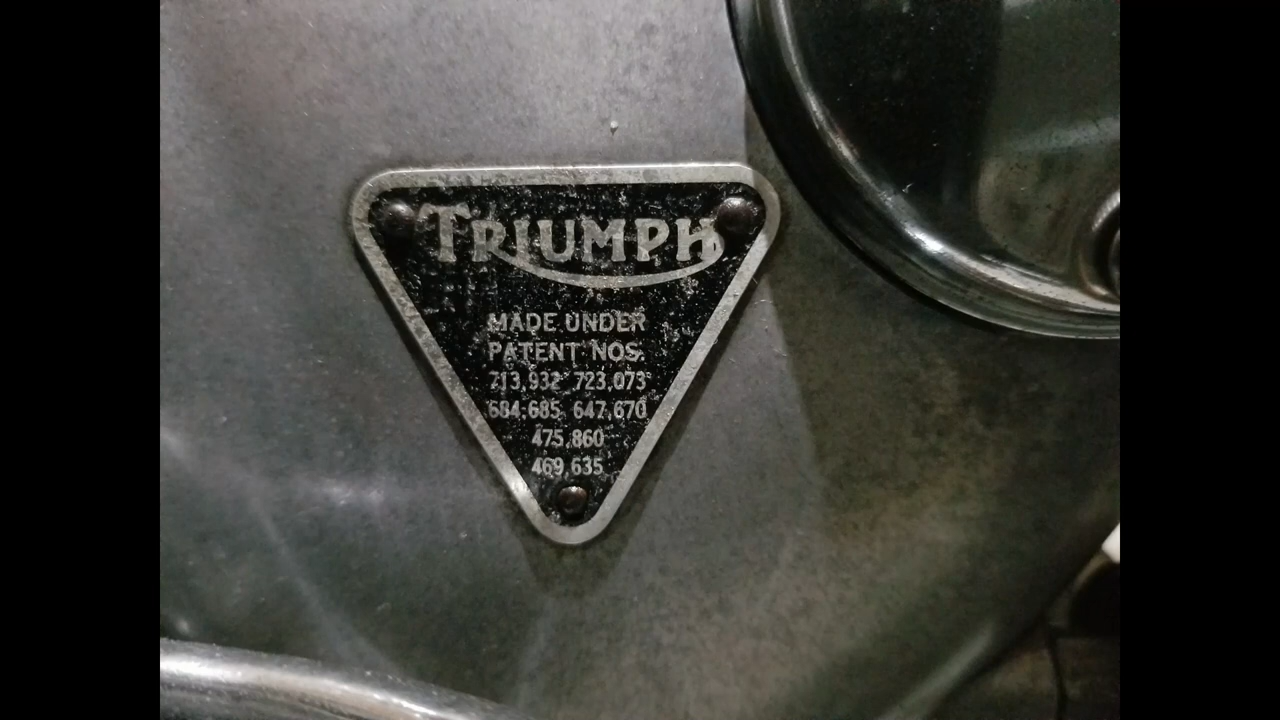 TRIUMPH
MADE UNDER
PATENT NOS.
713,932 723,073
684,685 647,670
475,860
469,635